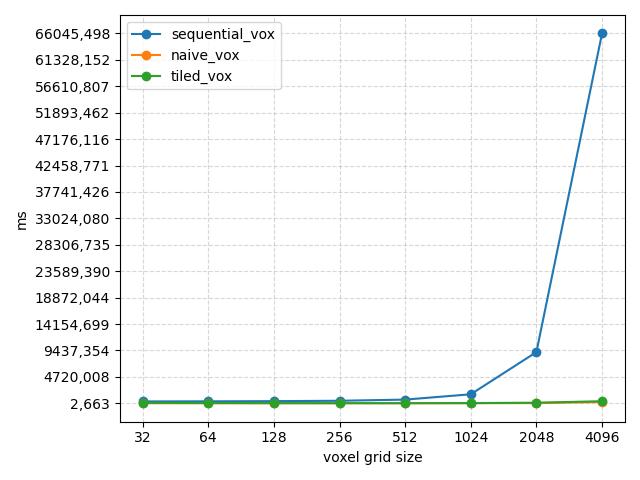 66045,498
61328,152
56610,807
51893,462
47176,116
42458,771
37741,426
33024,080
28306,735
23589,390
18872,044
14154,699
9437,354
4720,008
2,663
ms
sequential_vox
naive_vox
tiled_vox
32 64 128 256 512 1024 2048 4096
voxel grid size